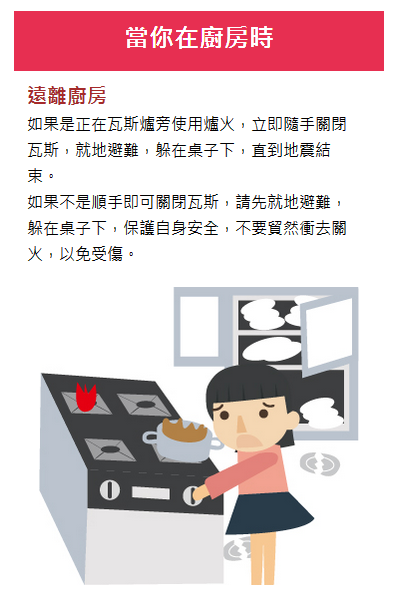 當你在廚房時
遠離廚房
如果是正在瓦斯爐旁使用爐火，立即隨手關閉
瓦斯，就地避難，躲在桌子下，直到地震結
束。
如果不是順手即可關閉瓦斯，請先就地避難，
躲在桌子下，保護自身安全，不要貿然衝去關
火，以免受傷。